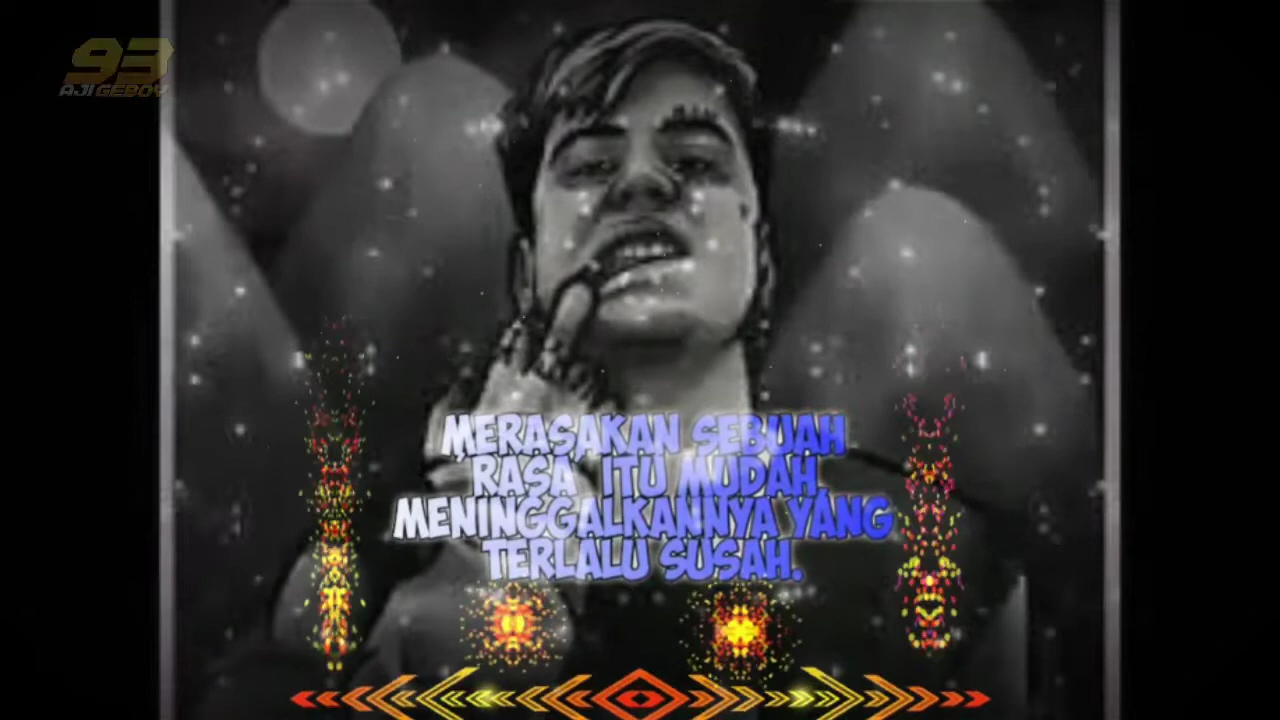 93
AJI GEBOY
MERASAKAN SEBUAH
"RASA" ITU MUDAH,
MENINGGALKANNYA YANG
TERLALU SUSAH.